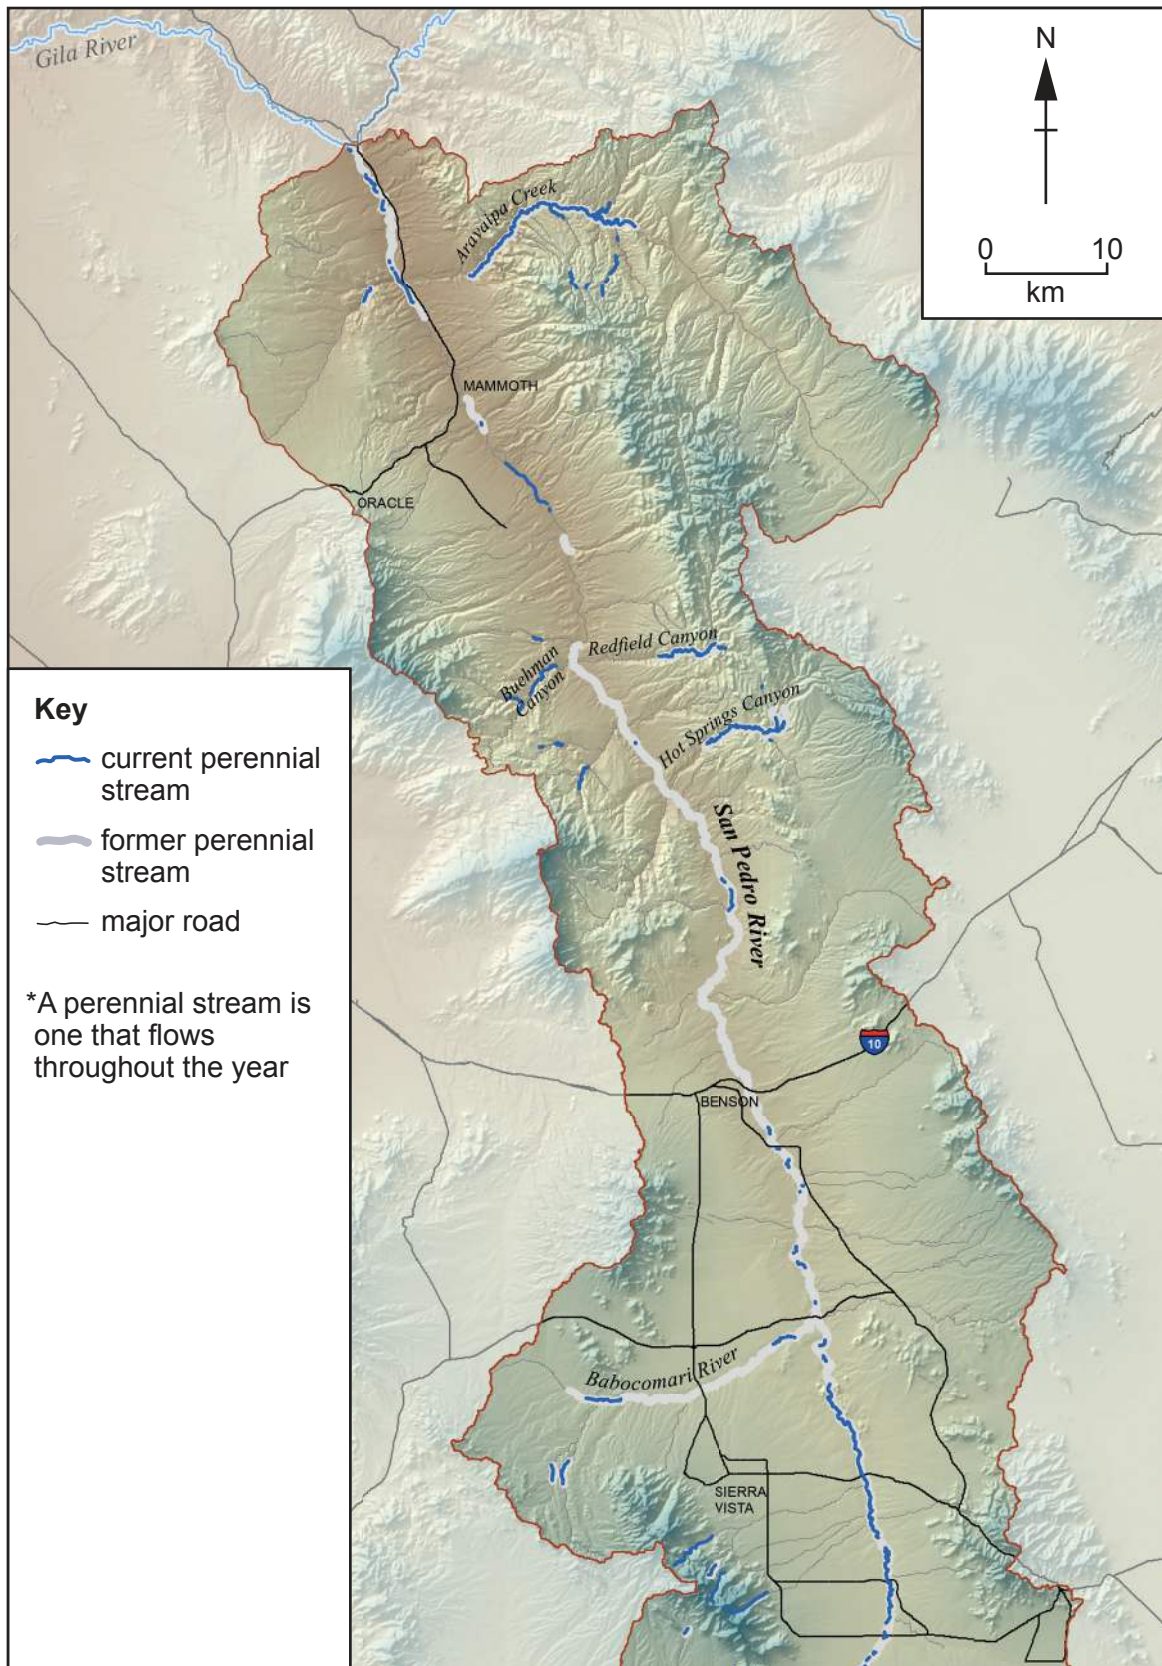 Gila River
N
0 10
km
Aravaipa Creek
MAMMOTH
ORACLE
Redfield Canyon
Buehman
Canyon
Hot Springs Canyon
San Pedro River
10
BENSON
Babocomari River
SIERRA
VISTA
Key
current perennial
stream
former perennial
stream
major road
*A perennial stream is
one that flows
throughout the year